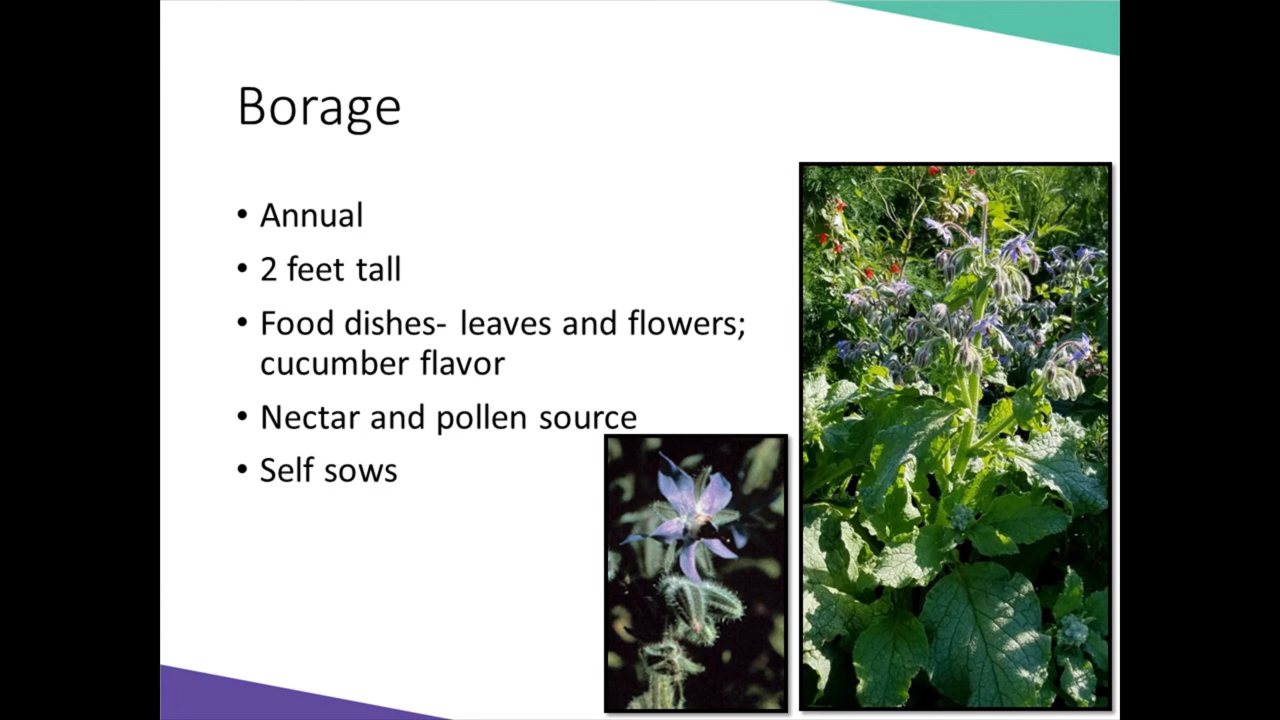 Borage
• Annual
• 2 feet tall
• Food dishes- leaves and flowers;
cucumber flavor
• Nectar and pollen source
• Self sows